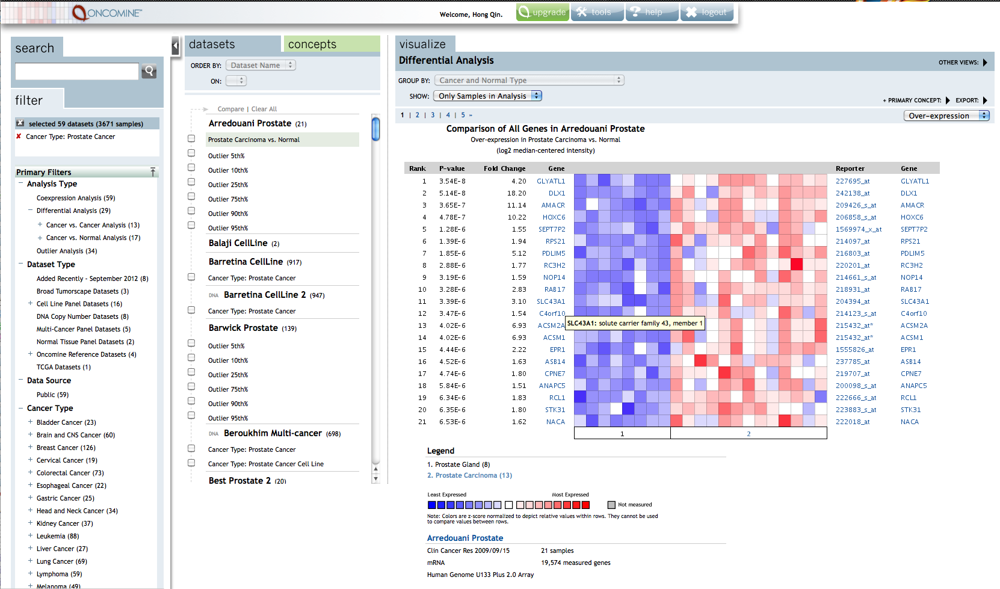 ONCOMINE™
Welcome, Hong Qin.
upgrade
tools
help
logout
search
filter
selected 59 datasets (3671 samples)
Cancer Type: Prostate Cancer
Primary Filters
Analysis Type
Coexpression Analysis (59)
Differential Analysis (29)
Cancer vs. Cancer Analysis (13)
Cancer vs. Normal Analysis (17)
Outlier Analysis (34)
Dataset Type
Added Recently - September 2012 (8)
Broad Tumorscape Datasets (3)
Cell Line Panel Datasets (16)
DNA Copy Number Datasets (8)
Multi-Cancer Panel Datasets (5)
Normal Tissue Panel Datasets (2)
Oncomine Reference Datasets (4)
TCGA Datasets (1)
Data Source
Public (59)
Cancer Type
Bladder Cancer (23)
Brain and CNS Cancer (60)
Breast Cancer (126)
Cervical Cancer (19)
Colorectal Cancer (73)
Esophageal Cancer (22)
Gastric Cancer (25)
Head and Neck Cancer (34)
Kidney Cancer (37)
Leukemia (88)
Liver Cancer (27)
Lung Cancer (69)
Lymphoma (59)
Melanoma (49)
datasets
concepts
ORDER BY: Dataset Name
ON:
Compare | Clear All
Arredouani Prostate (21)
Prostate Carcinoma vs. Normal
Outlier 5th%
Outlier 10th%
Outlier 25th%
Outlier 75th%
Outlier 90th%
Outlier 95th%
Balaji CellLine (2)
Barretina CellLine (917)
Cancer Type: Prostate Cancer
DNA Barretina CellLine 2 (947)
Cancer Type: Prostate Cancer
Barwick Prostate (139)
Outlier 5th%
Outlier 10th%
Outlier 25th%
Outlier 75th%
Outlier 90th%
Outlier 95th%
DNA Beroukhim Multi-cancer (698)
Cancer Type: Prostate Cancer
Cancer Type: Prostate Cancer Cell Line
Best Prostate 2 (20)
visualize
Differential Analysis
OTHER VIEWS:
GROUP BY: Cancer and Normal Type
SHOW: Only Samples in Analysis
+ PRIMARY CONCEPT: EXPORT:
1 | 2 | 3 | 4 | 5 »
Over-expression
Comparison of All Genes in Arredouani Prostate
Over-expression in Prostate Carcinoma vs. Normal
(log2 median-centered intensity)
Rank P-value Fold Change Gene Reporter Gene
1 3.54E-8 4.20 GLYATL1 227695_at GLYATL1
2 5.14E-8 18.20 DLX1 242138_at DLX1
3 3.65E-7 11.14 AMACR 209426_s_at AMACR
4 4.78E-7 10.22 HOXC6 206858_s_at HOXC6
5 1.28E-6 1.55 SEPT7P2 1569974_x_at SEPT7P2
6 1.39E-6 1.94 RPS21 214097_at RPS21
7 1.85E-6 5.12 PDLIM5 216803_at PDLIM5
8 2.88E-6 1.77 RC3H2 220201_at RC3H2
9 3.19E-6 1.59 NOP14 214661_s_at NOP14
10 3.28E-6 2.83 RAB17 218931_at RAB17
11 3.39E-6 3.10 SLC43A1 204394_at SLC43A1
12 3.47E-6 1.54 C4orf10 214123_s_at C4orf10
13 4.02E-6 6.93 ACSM2A 215432_at* ACSM2A
SLC43A1: solute carrier family 43, member 1
14 4.02E-6 6.93 ACSM1 215432_at* ACSM1
15 4.44E-6 2.22 EPR1 1555826_at EPR1
16 4.52E-6 1.63 ASB14 237785_at ASB14
17 4.74E-6 1.80 CPNE7 219707_at CPNE7
18 5.84E-6 1.51 ANAPC5 200098_s_at ANAPC5
19 6.34E-6 1.83 RCL1 222666_s_at RCL1
20 6.35E-6 1.80 STK31 223883_s_at STK31
21 6.53E-6 1.62 NACA 222018_at NACA
1 2
Legend
1. Prostate Gland (8)
2. Prostate Carcinoma (13)
Least Expressed Most Expressed
Not measured
Note: Colors are z-score normalized to depict relative values within rows. They cannot be used
to compare values between rows.
Arredouani Prostate
Clin Cancer Res 2009/09/15 21 samples
mRNA 19,574 measured genes
Human Genome U133 Plus 2.0 Array